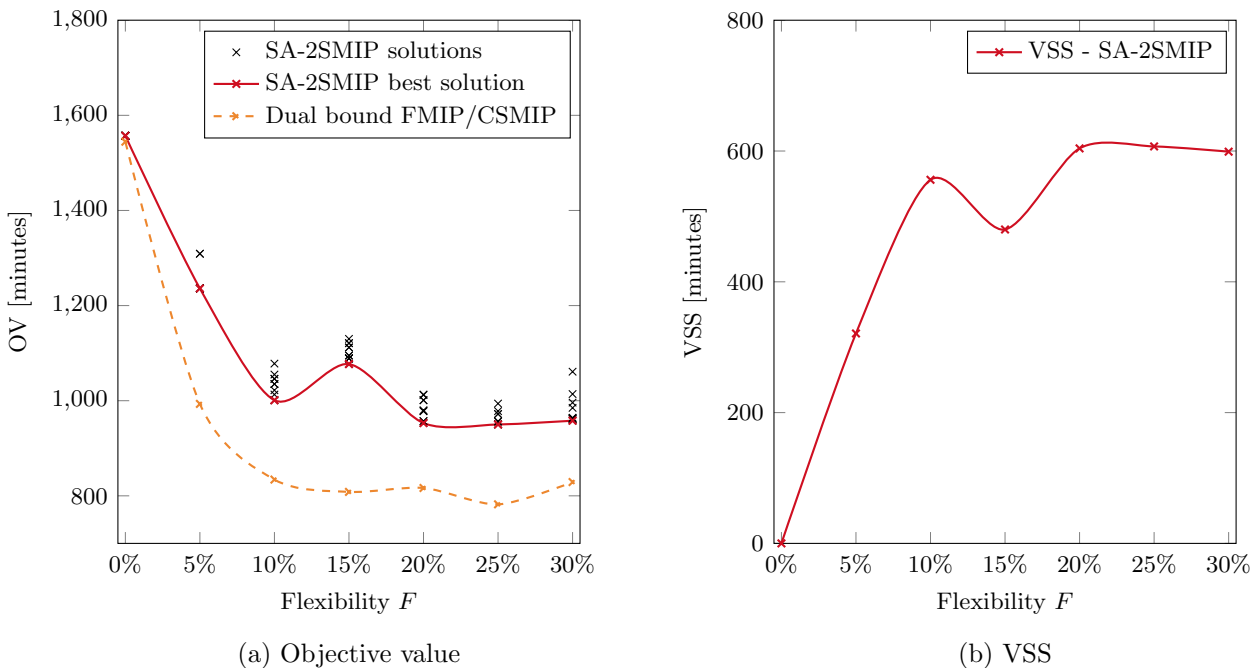 1,800
1,600
1,400
1,200
1,000
800
OV [minutes]
SA-2SMIP solutions
SA-2SMIP best solution
Dual bound FMIP/CSMIP
0% 5% 10% 15% 20% 25% 30%
Flexibility F
(a) Objective value
800
600
400
200
0
VSS [minutes]
VSS - SA-2SMIP
0% 5% 10% 15% 20% 25% 30%
Flexibility F
(b) VSS